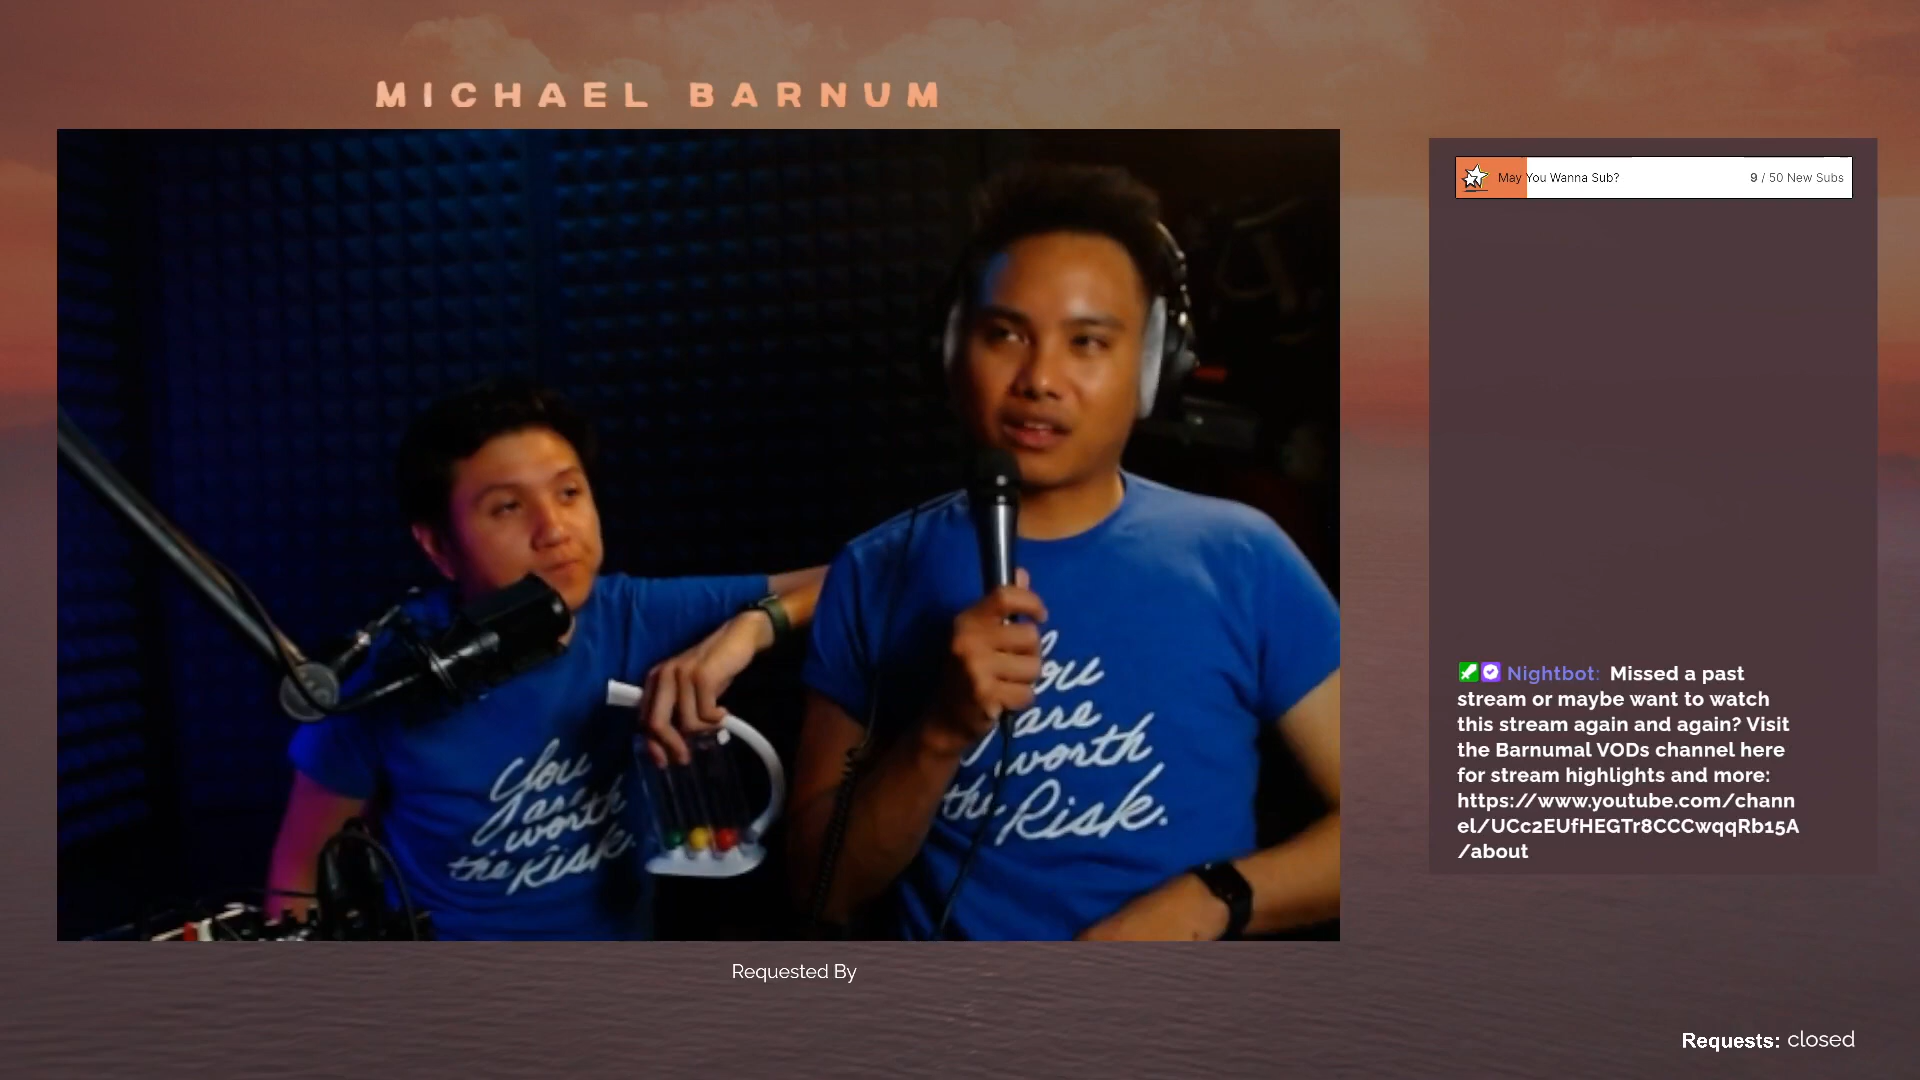 MICHAEL BARNUM
May You Wanna Sub? 9 / 50 New Subs
You
are
worth
the Risk.
You
are
worth
the Risk.
Nightbot: Missed a past
stream or maybe want to watch
this stream again and again? Visit
the Barnumal VODs channel here
for stream highlights and more:
https://www.youtube.com/chann
el/UCc2EUfHEGTr8CCCwqqRb15A
/about
Requested By
Requests: closed